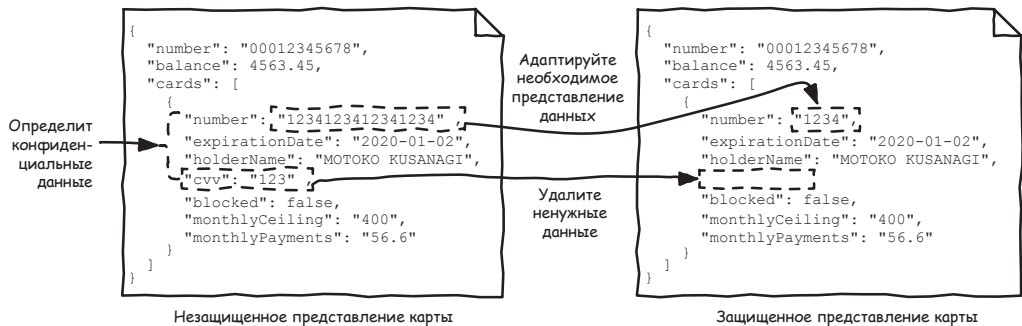 {
"number": "00012345678",
"balance": 4563.45,
"cards": [
{
"number": "1234123412341234" ,
"expirationDate": "2020-01-02",
"holderName": "MOTOKO KUSANAGI",
"cvv": "123" ,
"blocked": false,
"monthlyCeiling": "400",
"monthlyPayments": "56.6"
}
]
}
Незащищенное представление карты
Определит
конфиден-
циальные
данные
Адаптируйте
необходимое
представление
данных
Удалите
ненужные
данные
{
"number": "00012345678",
"balance": 4563.45,
"cards": [
{
"number": "1234",
"expirationDate": "2020-01-02",
"holderName": "MOTOKO KUSANAGI",
"blocked": false,
"monthlyCeiling": "400",
"monthlyPayments": "56.6"
}
]
}
Защищенное представление карты